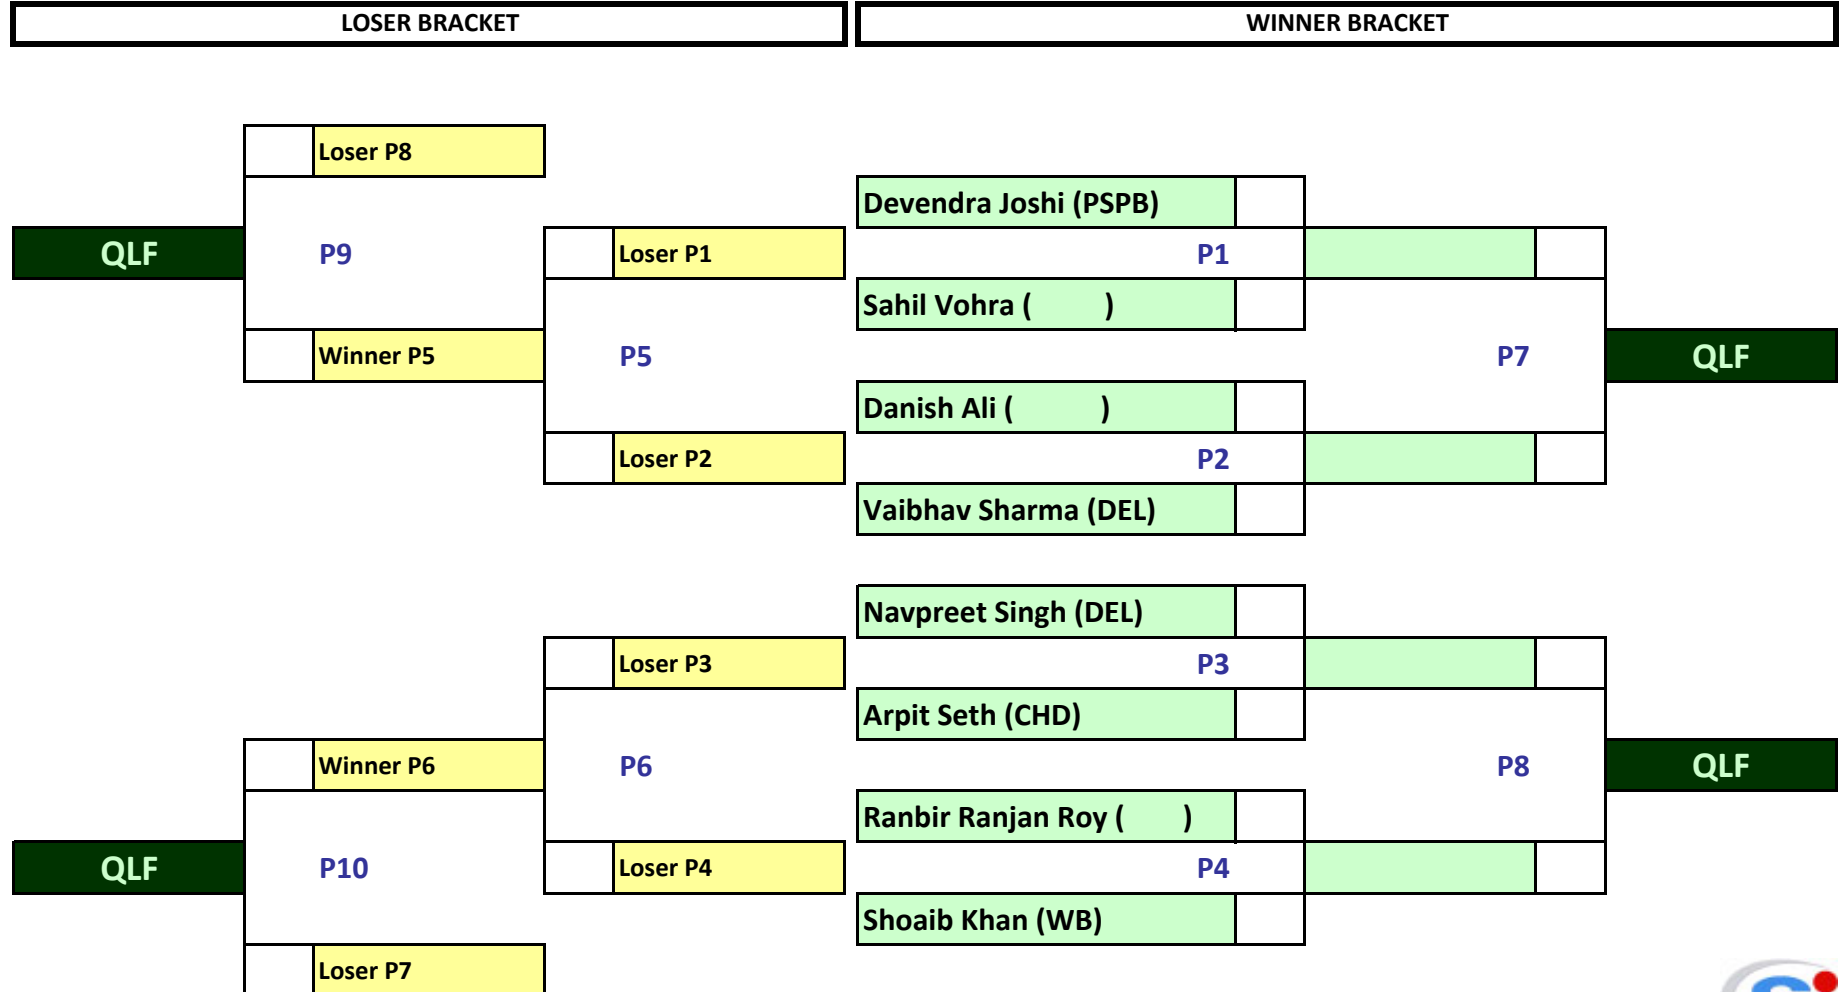 LOSER BRACKET WINNER BRACKET
Loser P8
Devendra Joshi (PSPB)
QLF P9 Loser P1 P1
Sahil Vohra ( )
Winner P5 P5 P7 QLF
Danish Ali ( )
Loser P2 P2
Vaibhav Sharma (DEL)
Navpreet Singh (DEL)
Loser P3 P3
Arpit Seth (CHD)
Winner P6 P6 P8 QLF
Ranbir Ranjan Roy ( )
QLF P10 Loser P4 P4
Shoaib Khan (WB)
Loser P7